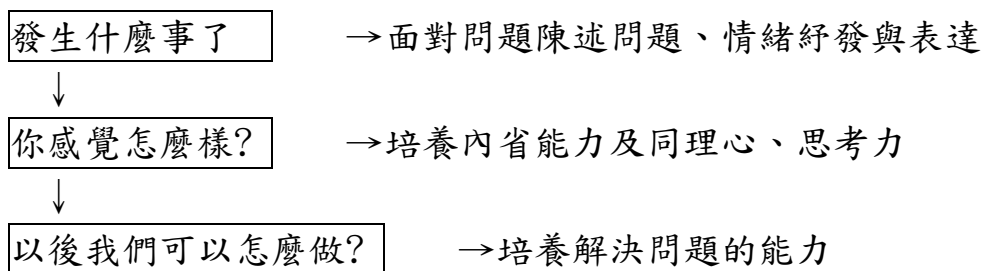 發生什麼事了 →面對問題陳述問題、情緒紓發與表達
↓
你感覺怎麼樣? →培養內省能力及同理心、思考力
↓
以後我們可以怎麼做? →培養解決問題的能力